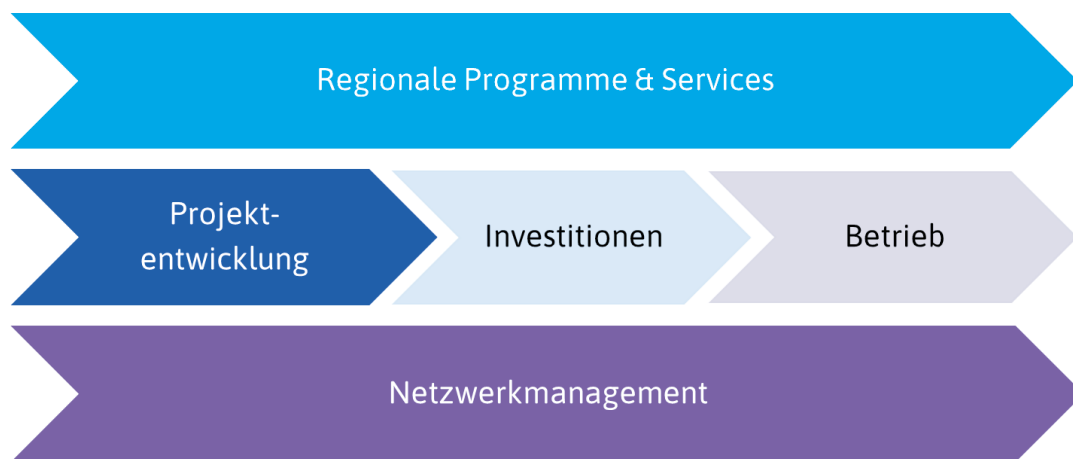 Regionale Programme & Services
Projekt-
entwicklung
Investitionen
Betrieb
Netzwerkmanagement